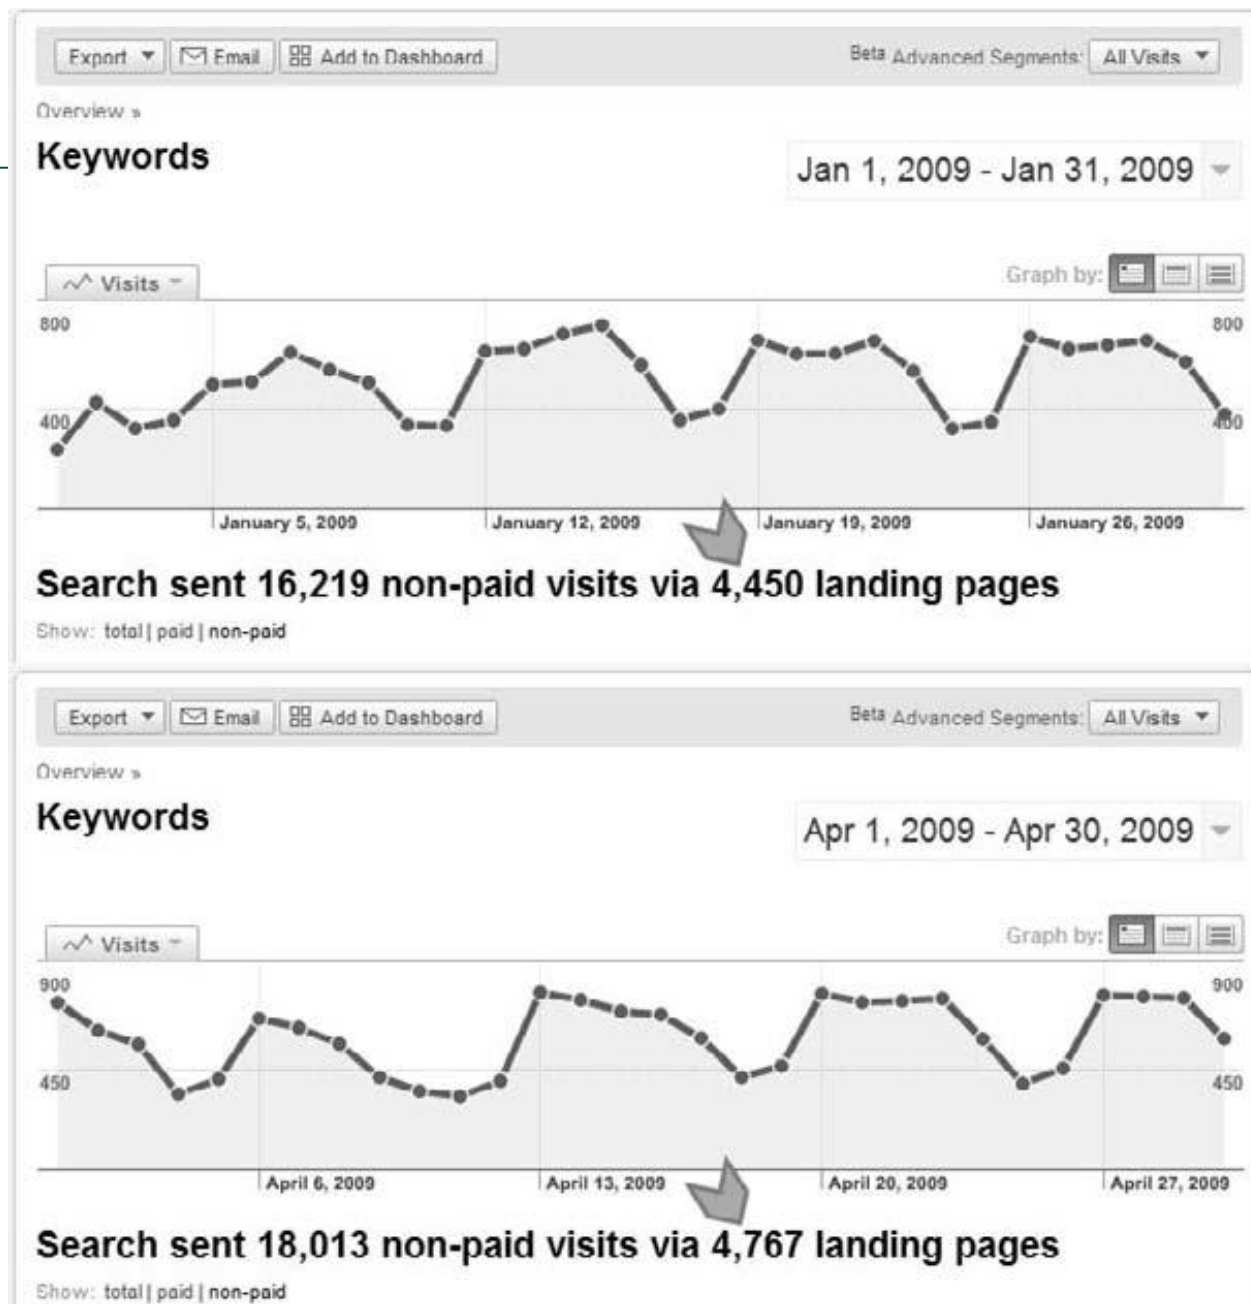 Export Email Add to Dashboard Beta Advanced Segments: All Visits
Overview »
Keywords
Jan 1, 2009 - Jan 31, 2009
Visits Graph by:
800 800
400 400
January 5, 2009 January 12, 2009 January 19, 2009 January 26, 2009
Search sent 16,219 non-paid visits via 4,450 landing pages
Show: total | paid | non-paid
Export Email Add to Dashboard Beta Advanced Segments: All Visits
Overview »
Keywords
Apr 1, 2009 - Apr 30, 2009
Visits Graph by:
900 900
450 450
April 6, 2009 April 13, 2009 April 20, 2009 April 27, 2009
Search sent 18,013 non-paid visits via 4,767 landing pages
Show: total | paid | non-paid